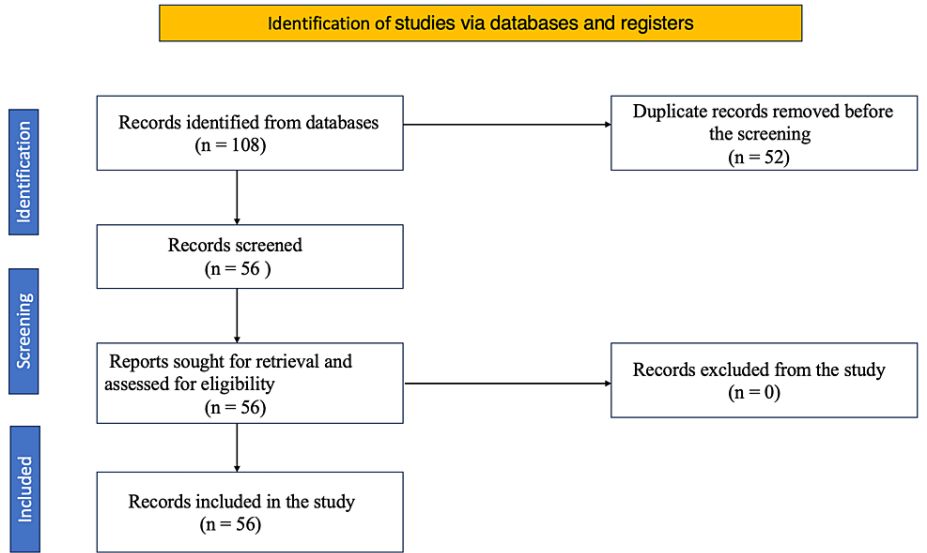 Identification of studies via databases and registers
Identification
Records identified from databases
(n = 108)
Duplicate records removed before
the screening
(n = 52)
Records screened
(n = 56 )
Screening
Reports sought for retrieval and
assessed for eligibility
(n = 56)
Records excluded from the study
(n = 0)
Included
Records included in the study
(n = 56)